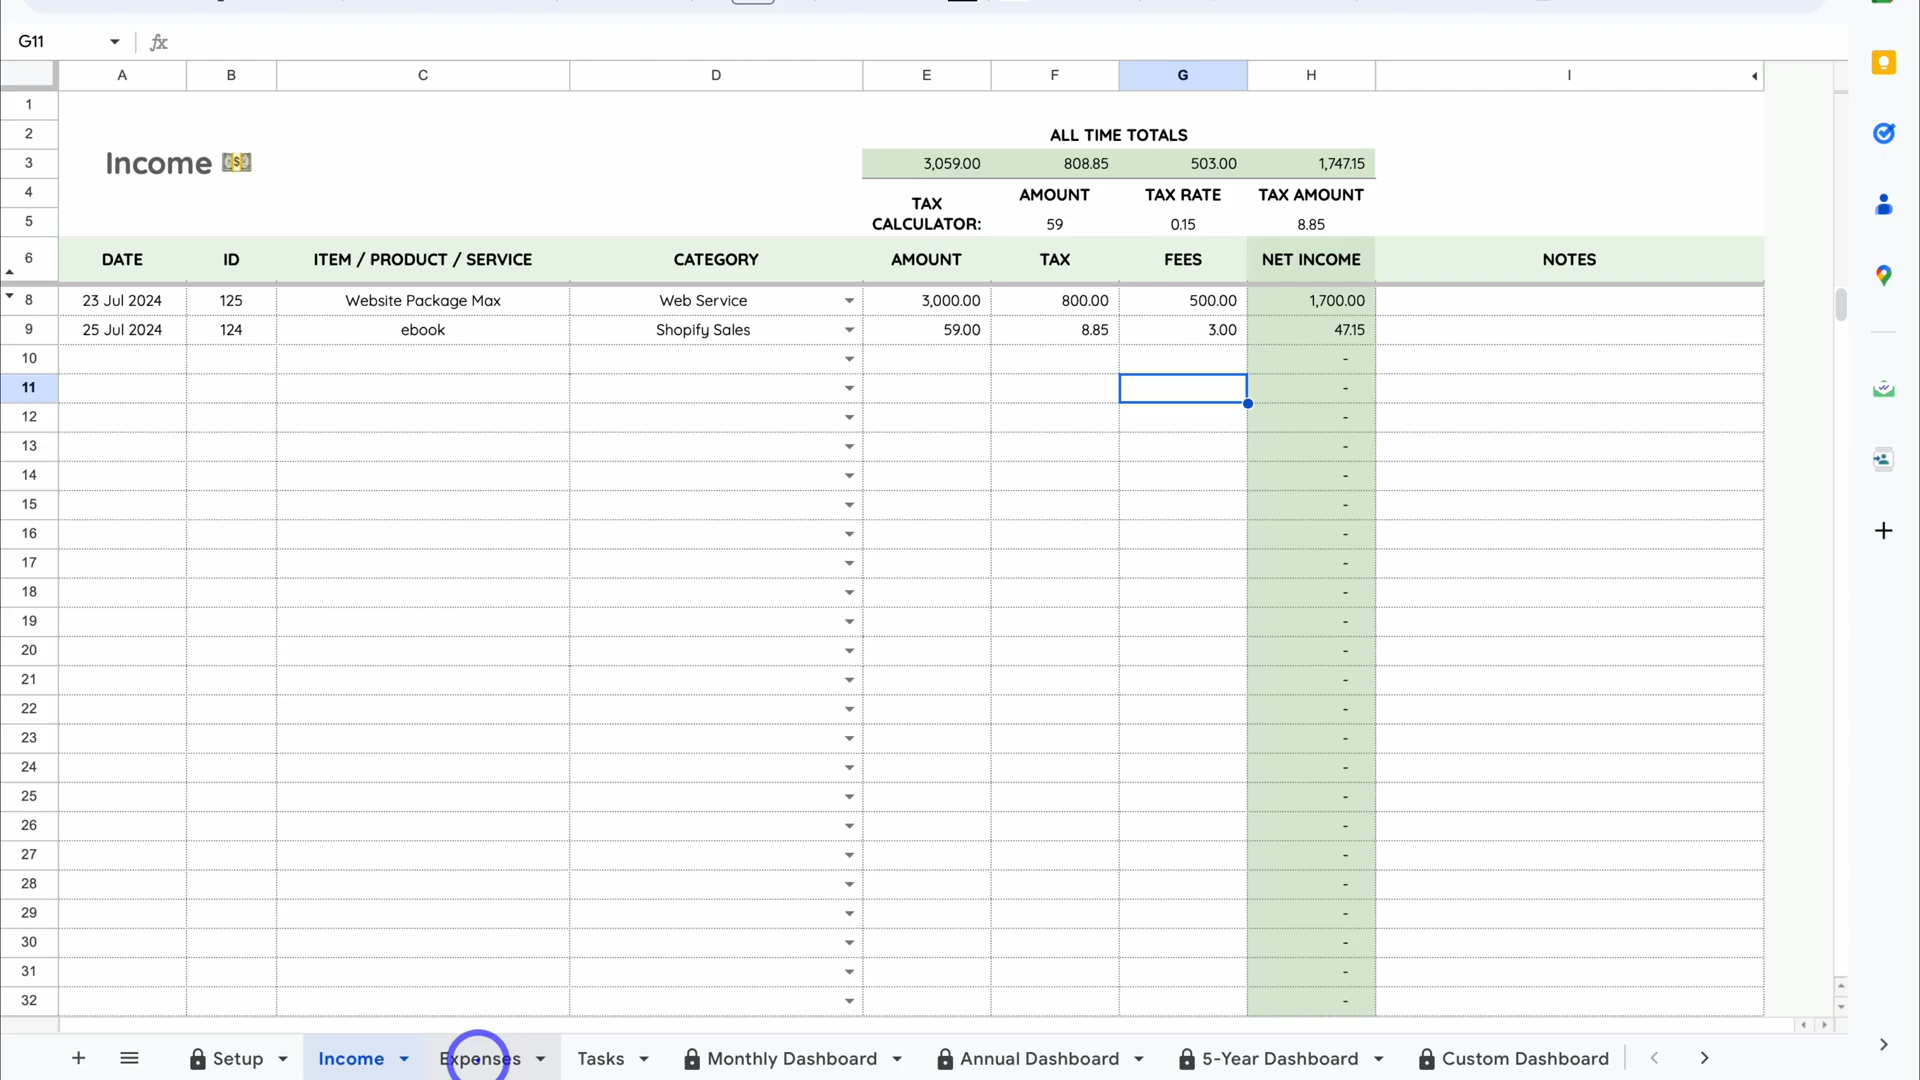 G11 fx
A B C D E F G H I
1
2 ALL TIME TOTALS
3 Income 3,059.00 808.85 503.00 1,747.15
4 AMOUNT TAX RATE TAX AMOUNT
TAX
5 CALCULATOR: 59 0.15 8.85
6 DATE ID ITEM / PRODUCT / SERVICE CATEGORY AMOUNT TAX FEES NET INCOME NOTES
8 23 Jul 2024 125 Website Package Max Web Service 3,000.00 800.00 500.00 1,700.00
9 25 Jul 2024 124 ebook Shopify Sales 59.00 8.85 3.00 47.15
10 -
11 -
12 -
13 -
14 -
15 -
16 -
17 -
18 -
19 -
20 -
21 -
22 -
23 -
24 -
25 -
26 -
27 -
28 -
29 -
30 -
31 -
32 -
Setup Income Expenses Tasks Monthly Dashboard Annual Dashboard 5-Year Dashboard Custom Dashboard